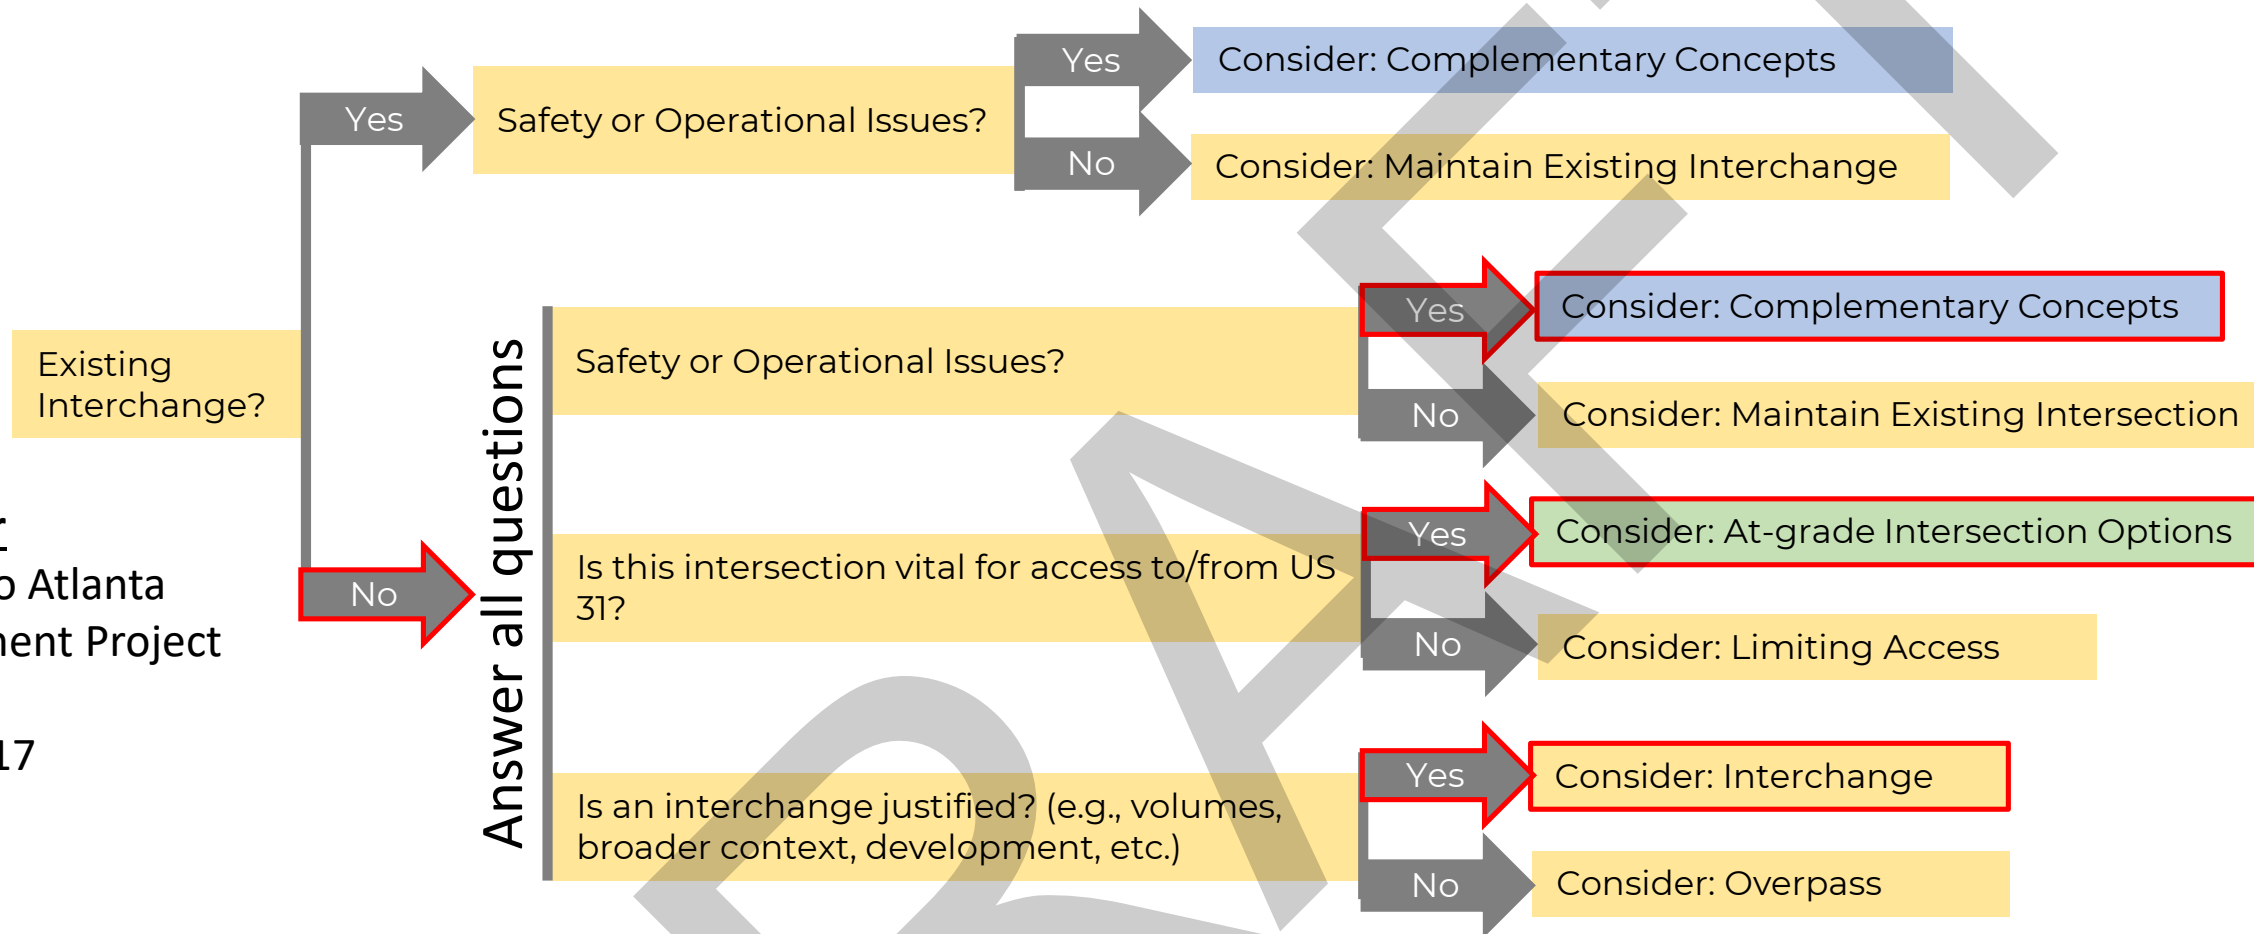 Yes
Safety or Operational Issues?
Yes
Consider: Complementary Concepts
No
Consider: Maintain Existing Interchange
Existing
Interchange?
No
Answer all questions
Safety or Operational Issues?
Yes
Consider: Complementary Concepts
No
Consider: Maintain Existing Intersection
Is this intersection vital for access to/from US
31?
Yes
Consider: At-grade Intersection Options
No
Consider: Limiting Access
Is an interchange justified? (e.g., volumes,
broader context, development, etc.)
Yes
Consider: Interchange
No
Consider: Overpass
Atlanta
Project
17